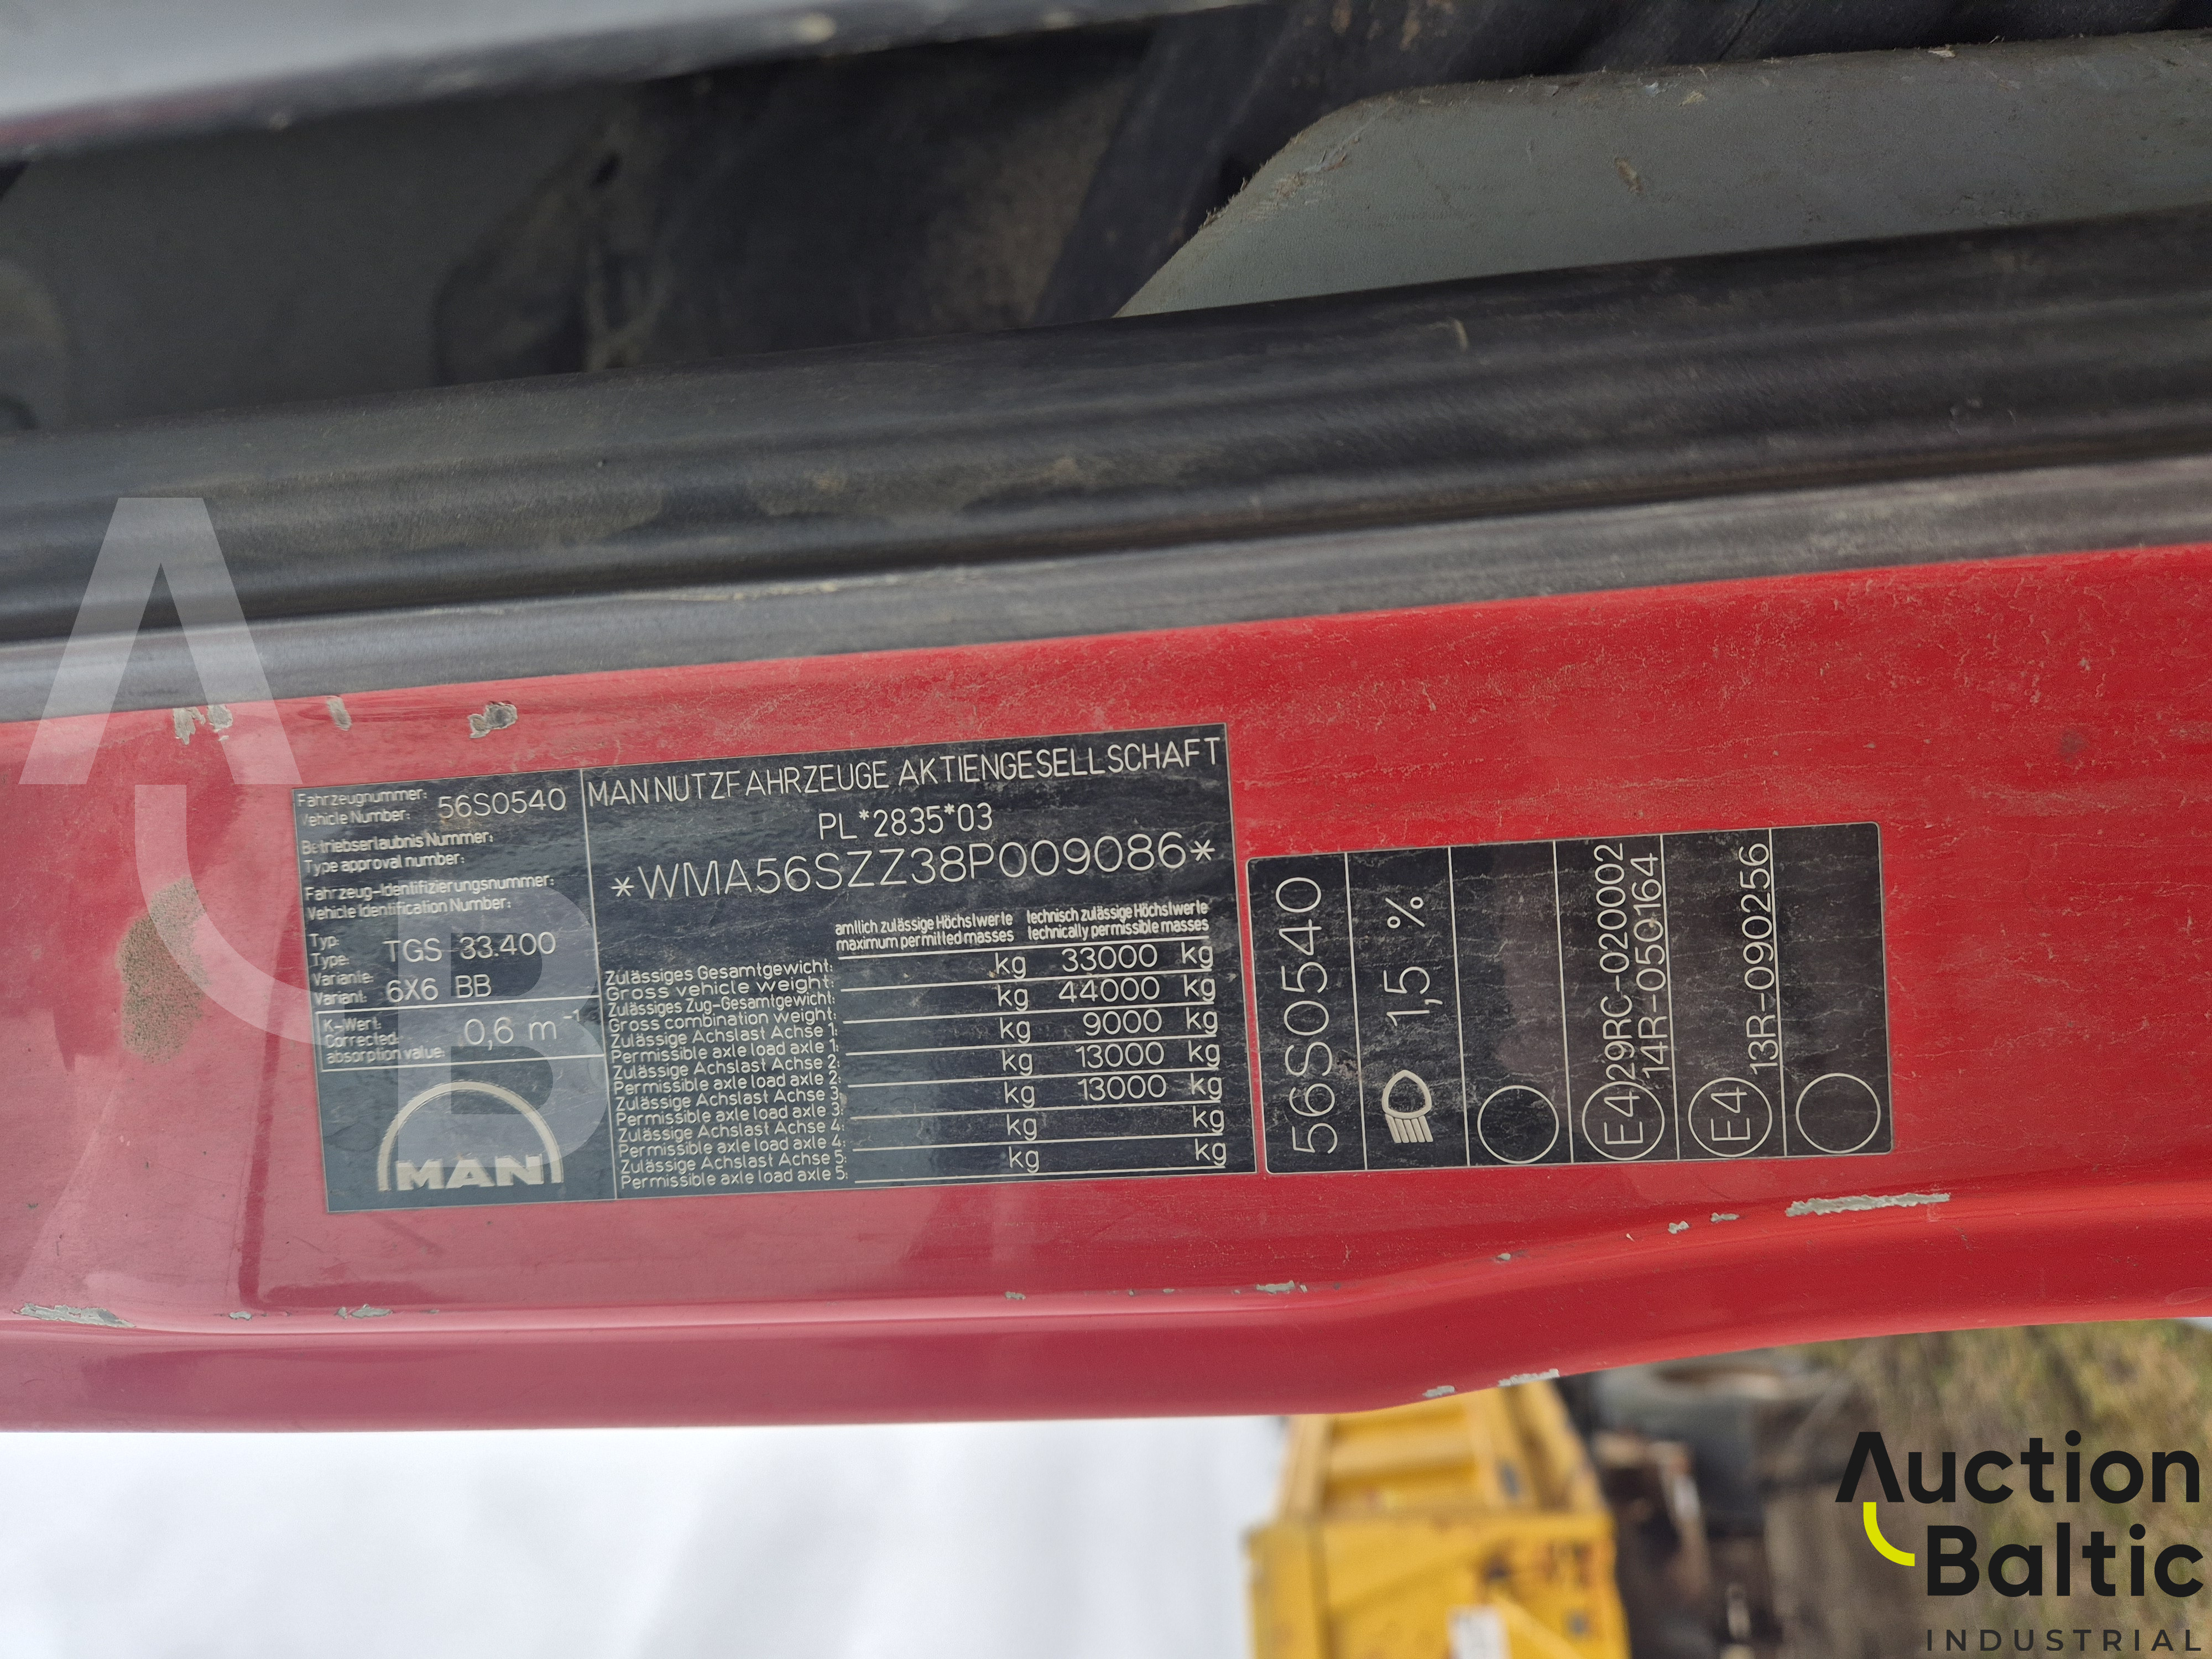 Fahrzeugnummer:
Vehicle Number:
56S0540
Betriebserlaubnis Nummer:
Type approval number:
Fahrzeug-Identifizierungsnummer:
Vehicle Identification Number:
Typ:
Type:
TGS 33.400
Variante:
Variant:
6X6 BB
K-Wert:
Corrected
absorption value:
0,6 m⁻¹
MAN
MAN NUTZFAHRZEUGE AKTIENGESELLSCHAFT
PL*2835*03
*WMA56SZZ38P009086*
amtlich zulässige Höchstwerte
maximum permitted masses
technisch zulässige Höchstwerte
technically permissible masses
Zulässiges Gesamtgewicht:
Gross vehicle weight:
kg 33000 kg
Zulässiges Zug-Gesamtgewicht:
Gross combination weight:
kg 44000 kg
Zulässige Achslast Achse 1:
Permissible axle load axle 1:
kg 9000 kg
Zulässige Achslast Achse 2:
Permissible axle load axle 2:
kg 13000 kg
Zulässige Achslast Achse 3:
Permissible axle load axle 3:
kg 13000 kg
Zulässige Achslast Achse 4:
Permissible axle load axle 4:
kg kg
Zulässige Achslast Achse 5:
Permissible axle load axle 5:
kg kg
56S0540
1,5 %
E4
29RC-020002
14R-050164
E4
13R-090256
AB
Auction
Baltic
INDUSTRIAL